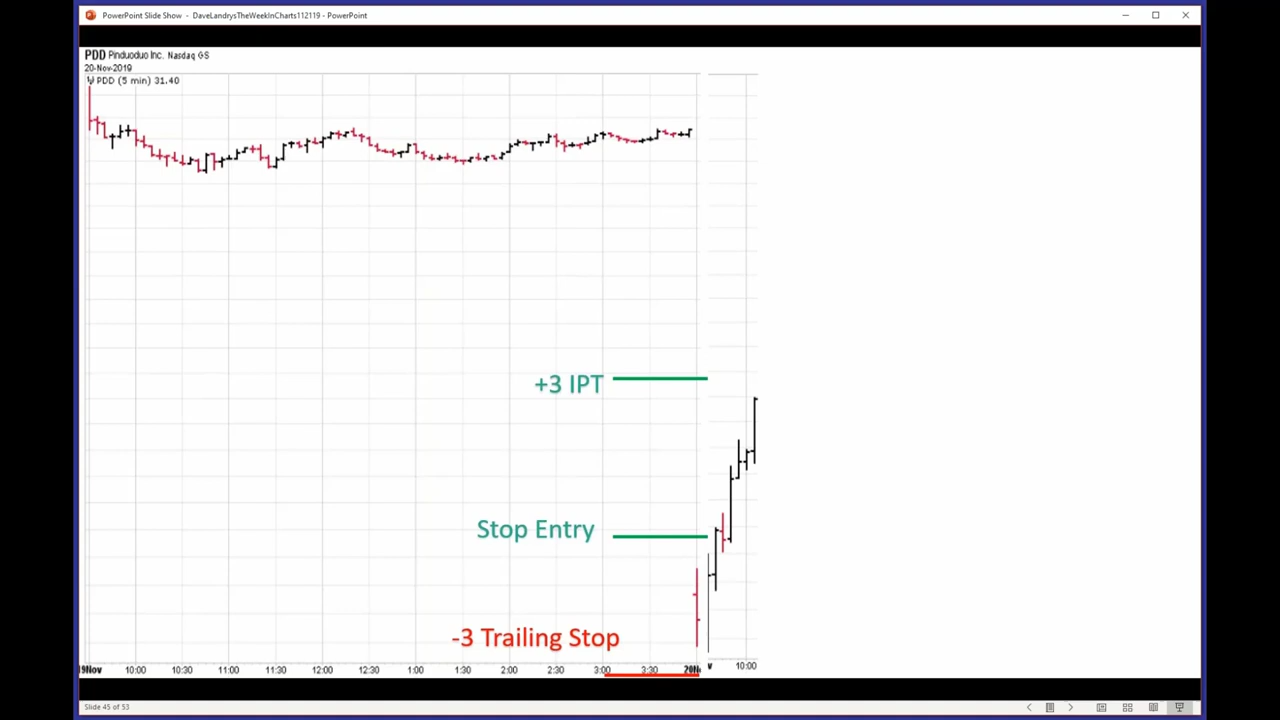 PowerPoint Slide Show - DaveLandrysTheWeekInCharts112119 - PowerPoint
PDD Pinduoduo Inc. Nasdaq GS
20-Nov-2019
PDD (5 min) 31.40
+3 IPT
Stop Entry
-3 Trailing Stop
19Nov 10:00 10:30 11:00 11:30 12:00 12:30 1:00 1:30 2:00 2:30 3:00 3:30 10:00
Slide 45 of 53